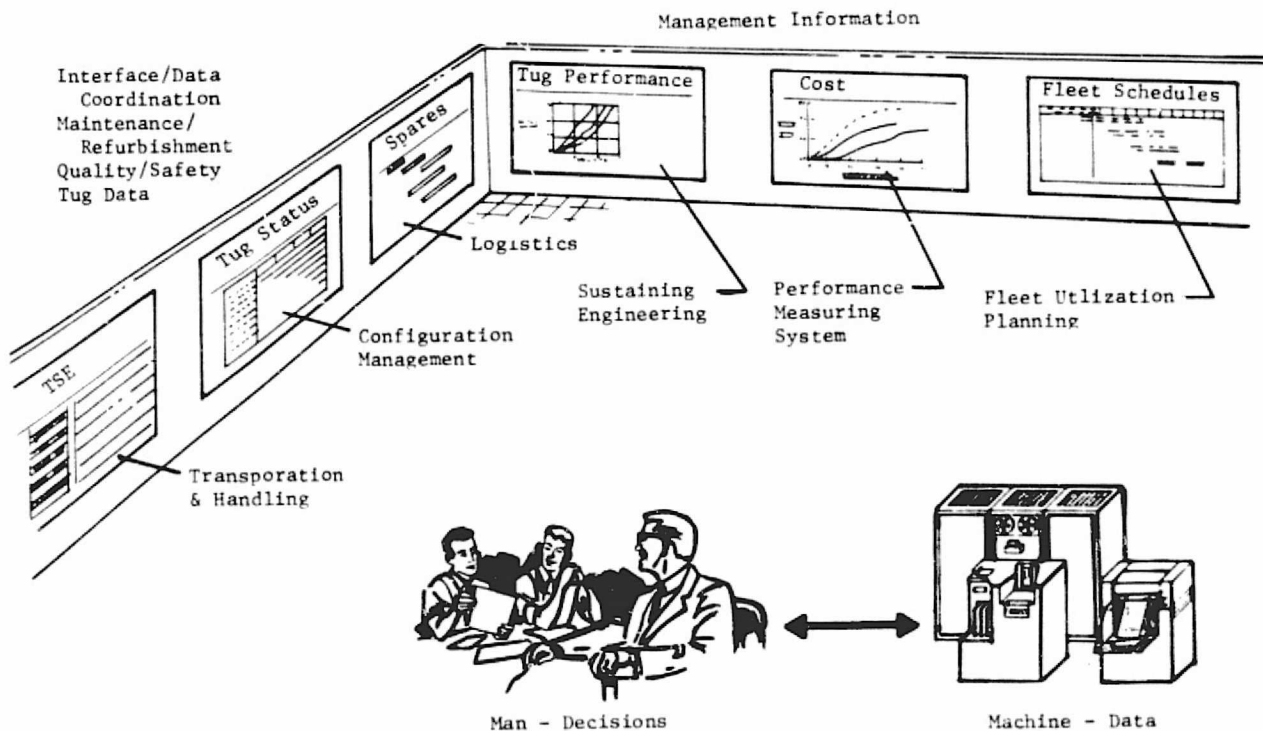 Management Information
Interface/Data
Coordination
Maintenance/
Refurbishment
Quality/Safety
Tug Data
Tug Performance
Cost
Fleet Schedules
Spares
Tug Status
TSE
Logistics
Sustaining
Engineering
Performance
Measuring
System
Fleet Utlization
Planning
Configuration
Management
Transporation
& Handling
Man - Decisions
Machine - Data